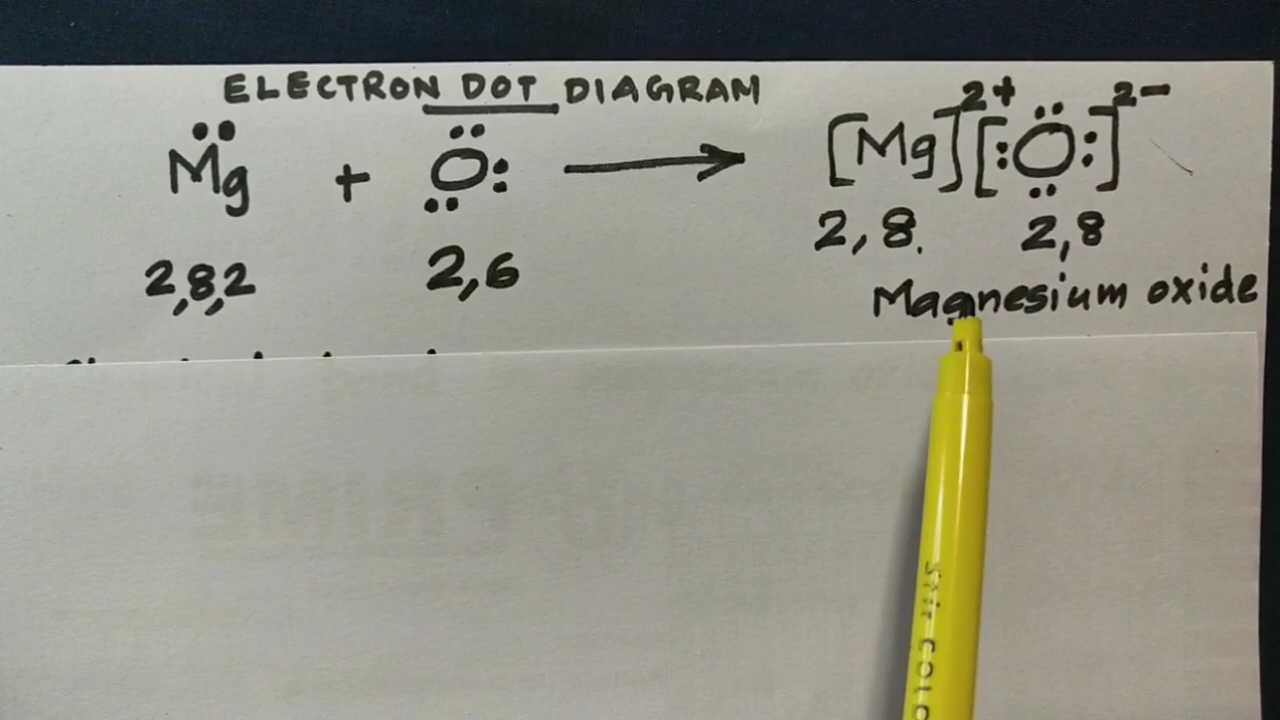 ELECTRON DOT DIAGRAM
Mg + O: → [Mg]2+ [:O:]2-
2,8,2 2,6 2,8. 2,8
Magnesium oxide